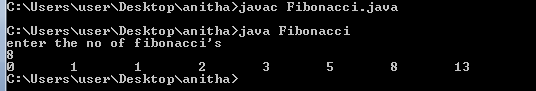 C:\Users\user\Desktop\anitha>javac Fibonacci.java
C:\Users\user\Desktop\anitha>java Fibonacci
enter the no of fibonacci's
8
0 1 1 2 3 5 8 13
C:\Users\user\Desktop\anitha>